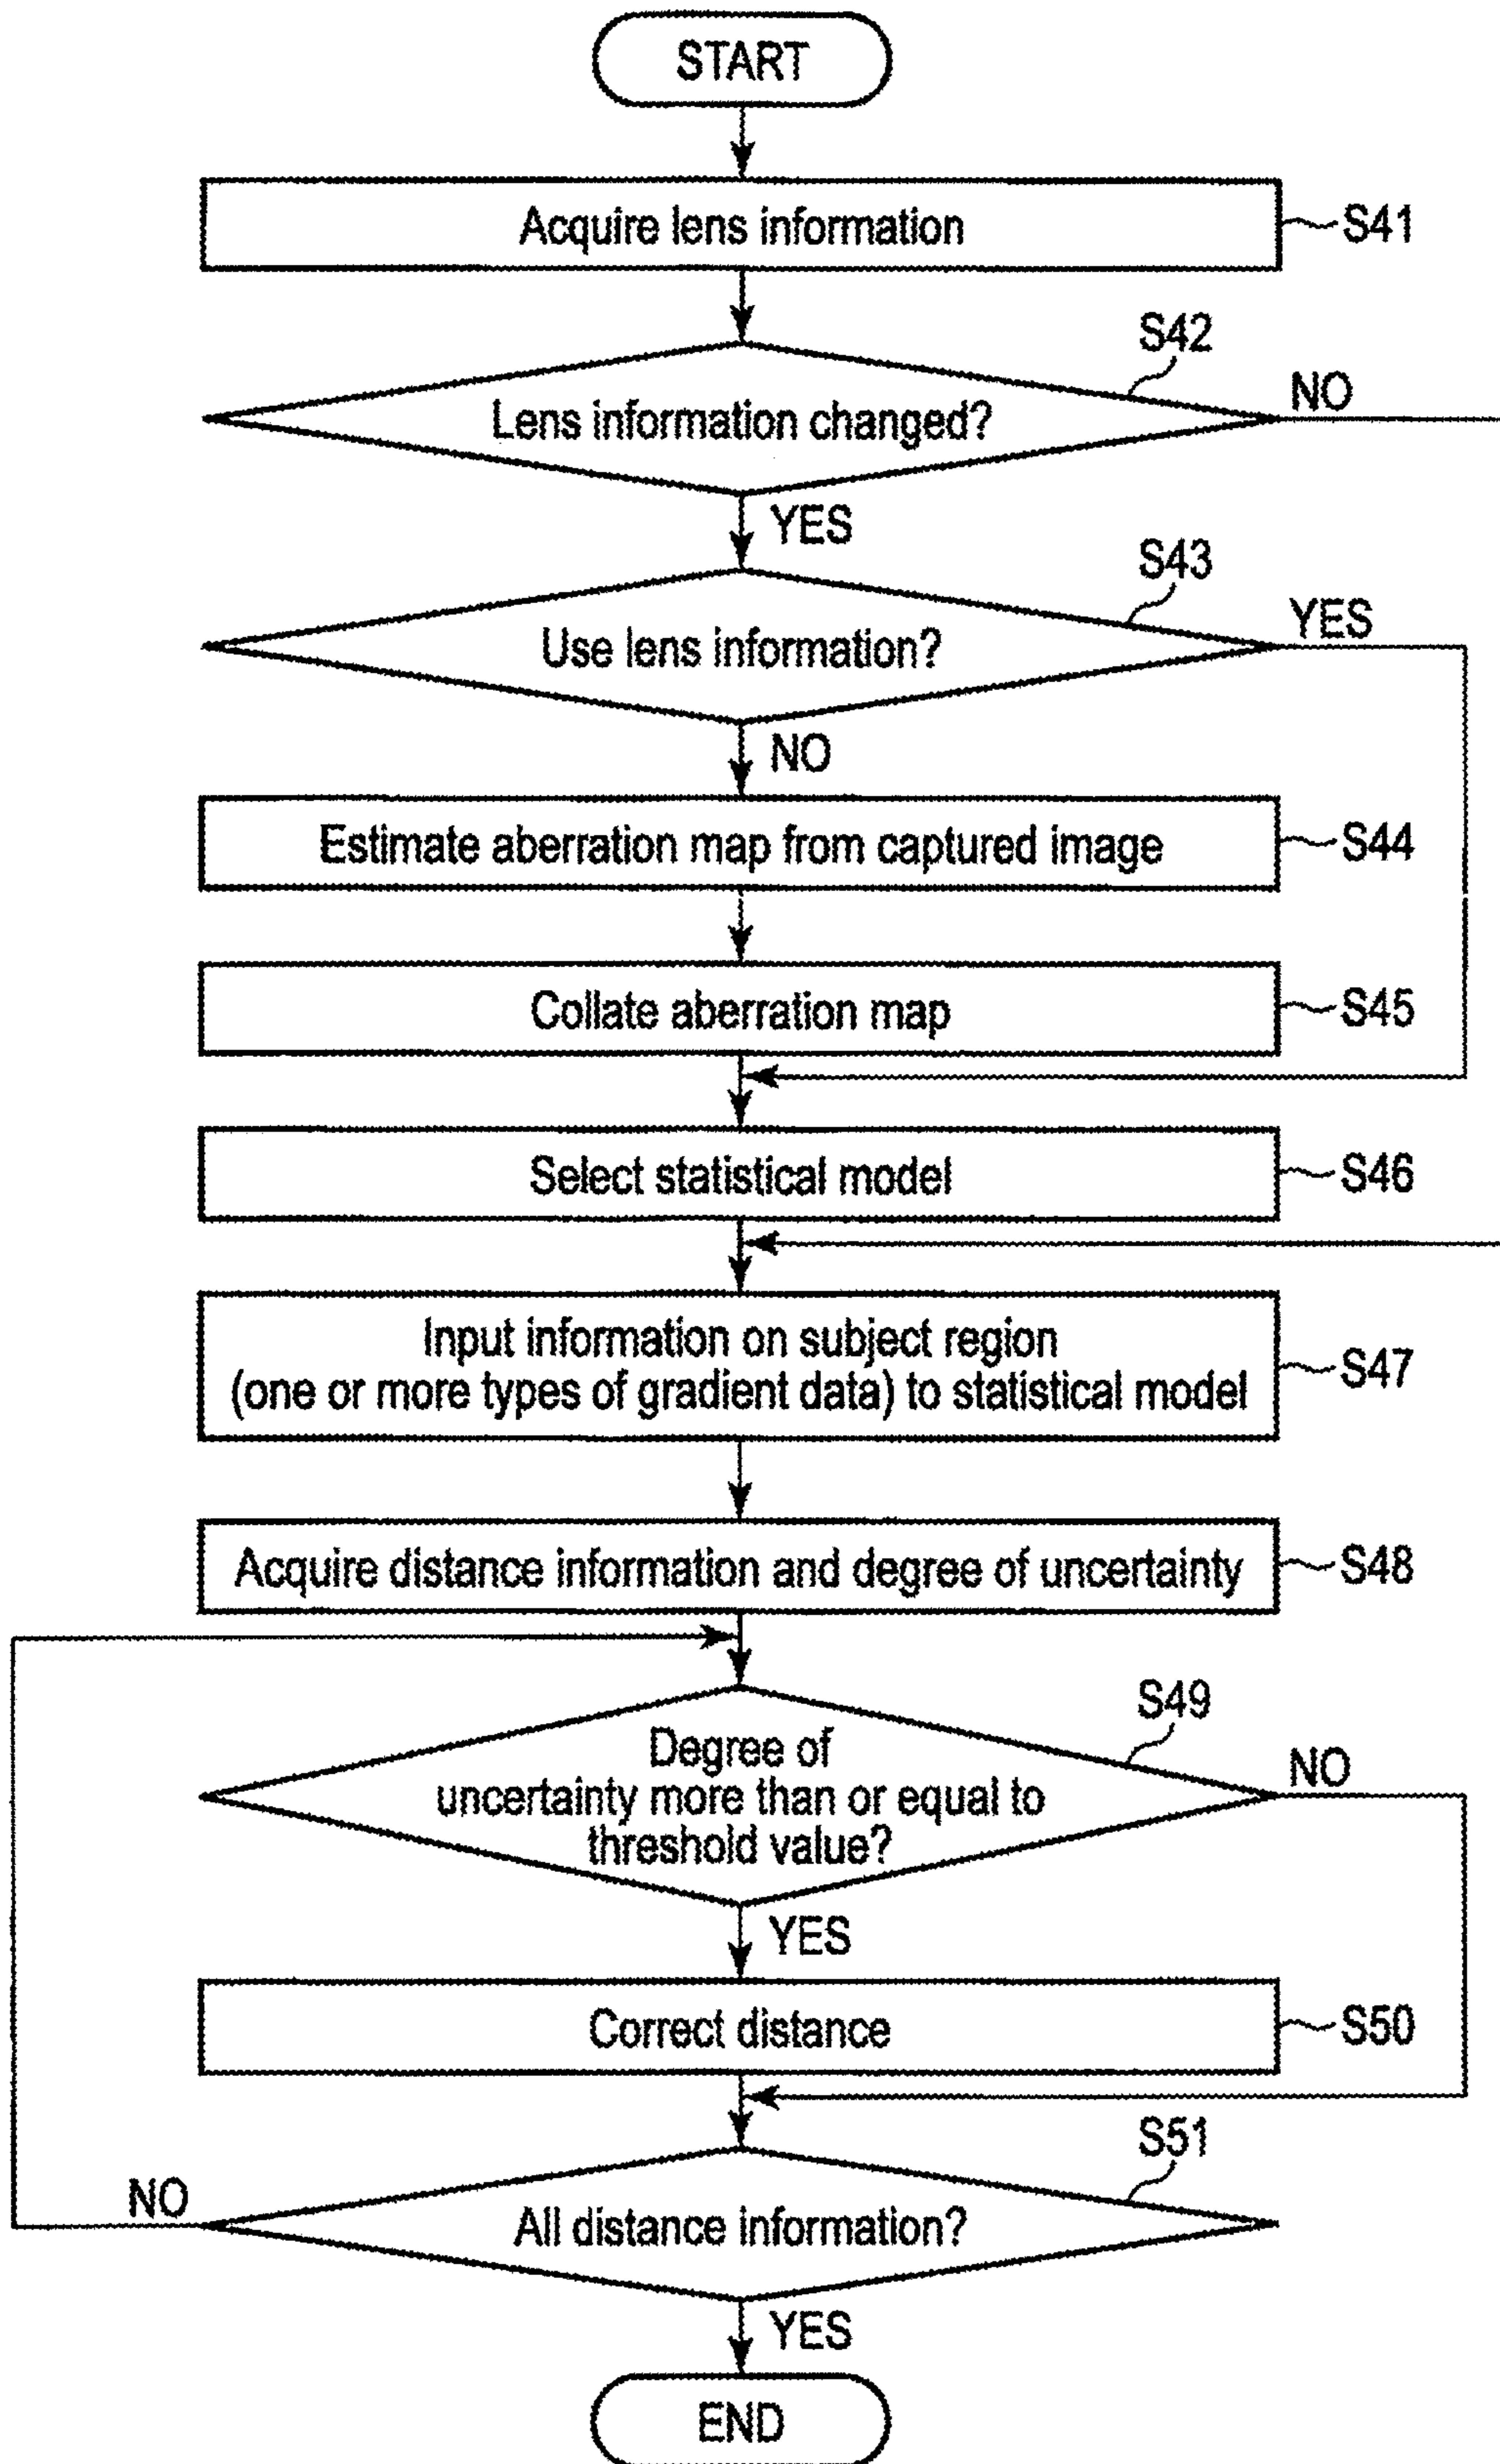 START
Acquire lens information
S41
S42
Lens information changed?
NO
YES
S43
Use lens information?
YES
NO
Estimate aberration map from captured image
S44
Collate aberration map
S45
Select statistical model
S46
Input information on subject region
(one or more types of gradient data) to statistical model
S47
Acquire distance information and degree of uncertainty
S48
S49
Degree of
uncertainty more than or equal to
threshold value?
NO
YES
Correct distance
S50
S51
All distance information?
NO
YES
END